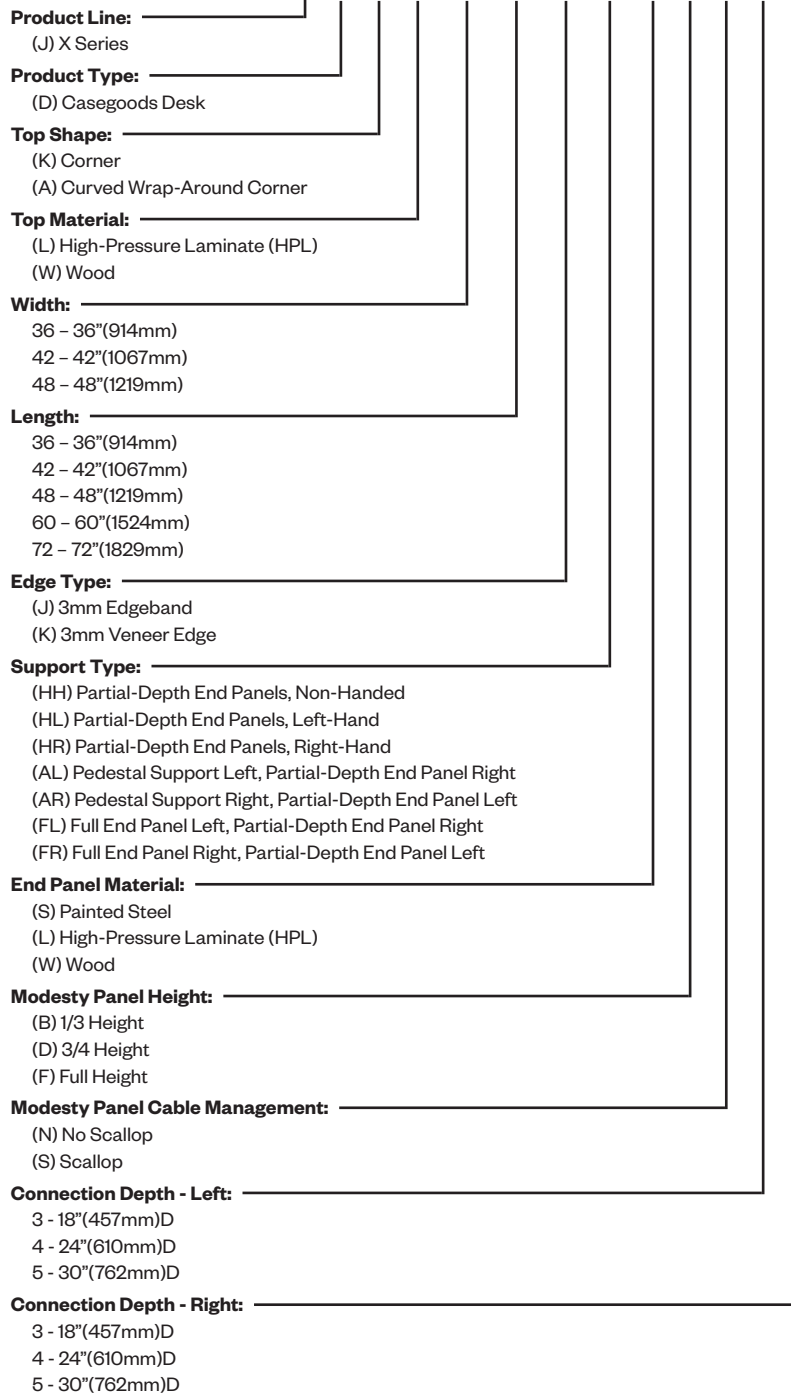 Product Line:
(J) X Series
Product Type:
(D) Casegoods Desk
Top Shape:
(K) Corner
(A) Curved Wrap-Around Corner
Top Material:
(L) High-Pressure Laminate (HPL)
(W) Wood
Width:
36 – 36”(914mm)
42 – 42”(1067mm)
48 – 48”(1219mm)
Length:
36 – 36”(914mm)
42 – 42”(1067mm)
48 – 48”(1219mm)
60 – 60”(1524mm)
72 – 72”(1829mm)
Edge Type:
(J) 3mm Edgeband
(K) 3mm Veneer Edge
Support Type:
(HH) Partial-Depth End Panels, Non-Handed
(HL) Partial-Depth End Panels, Left-Hand
(HR) Partial-Depth End Panels, Right-Hand
(AL) Pedestal Support Left, Partial-Depth End Panel Right
(AR) Pedestal Support Right, Partial-Depth End Panel Left
(FL) Full End Panel Left, Partial-Depth End Panel Right
(FR) Full End Panel Right, Partial-Depth End Panel Left
End Panel Material:
(S) Painted Steel
(L) High-Pressure Laminate (HPL)
(W) Wood
Modesty Panel Height:
(B) 1/3 Height
(D) 3/4 Height
(F) Full Height
Modesty Panel Cable Management:
(N) No Scallop
(S) Scallop
Connection Depth - Left:
3 - 18”(457mm)D
4 - 24”(610mm)D
5 - 30”(762mm)D
Connection Depth - Right:
3 - 18”(457mm)D
4 - 24”(610mm)D
5 - 30”(762mm)D